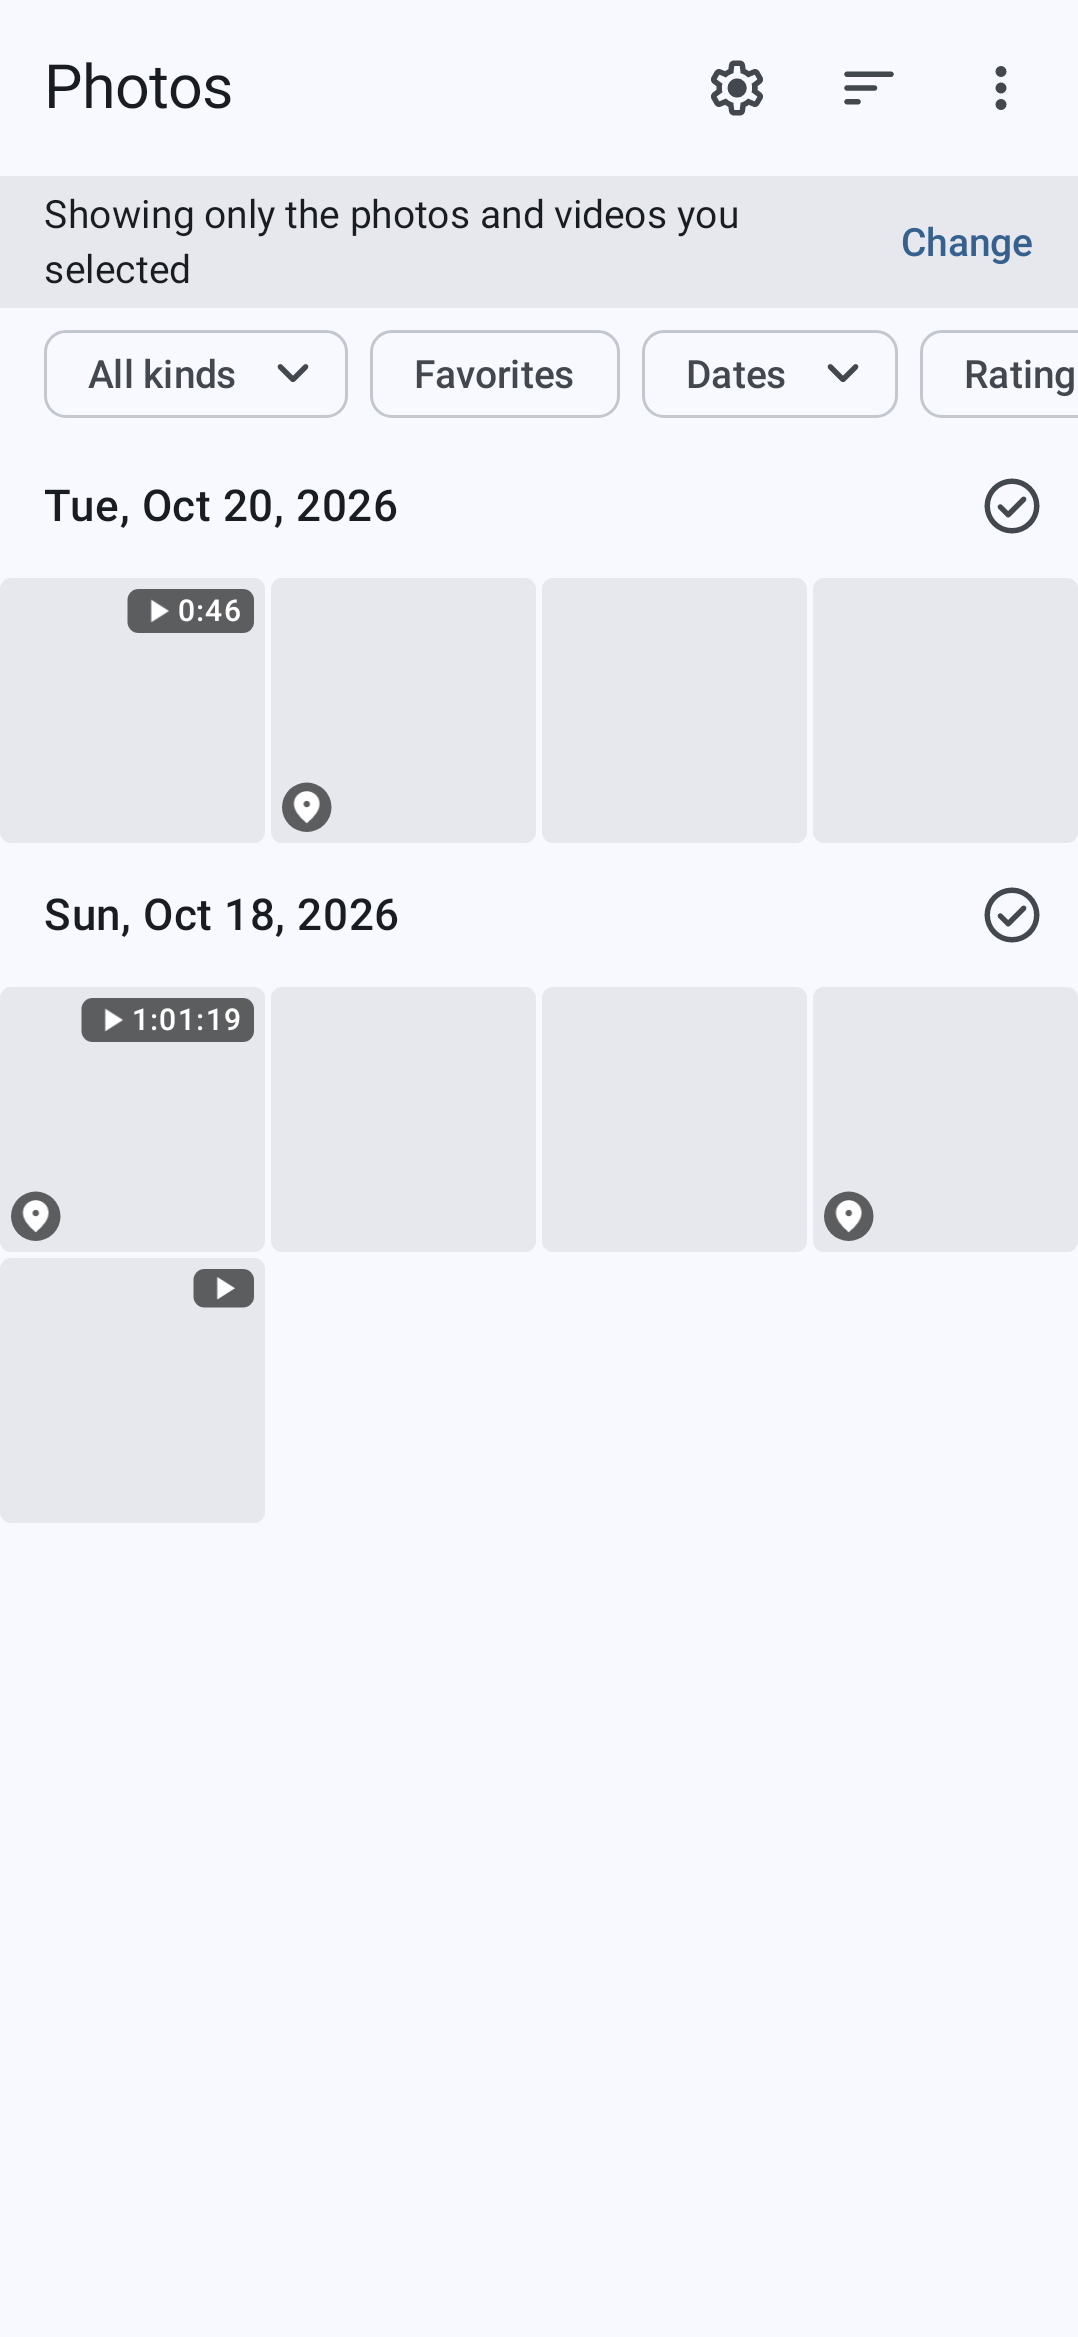 Photos
Showing only the photos and videos you
selected
Change
All kinds
Favorites
Dates
Rating
Tue, Oct 20, 2026
0:46
Sun, Oct 18, 2026
1:01:19